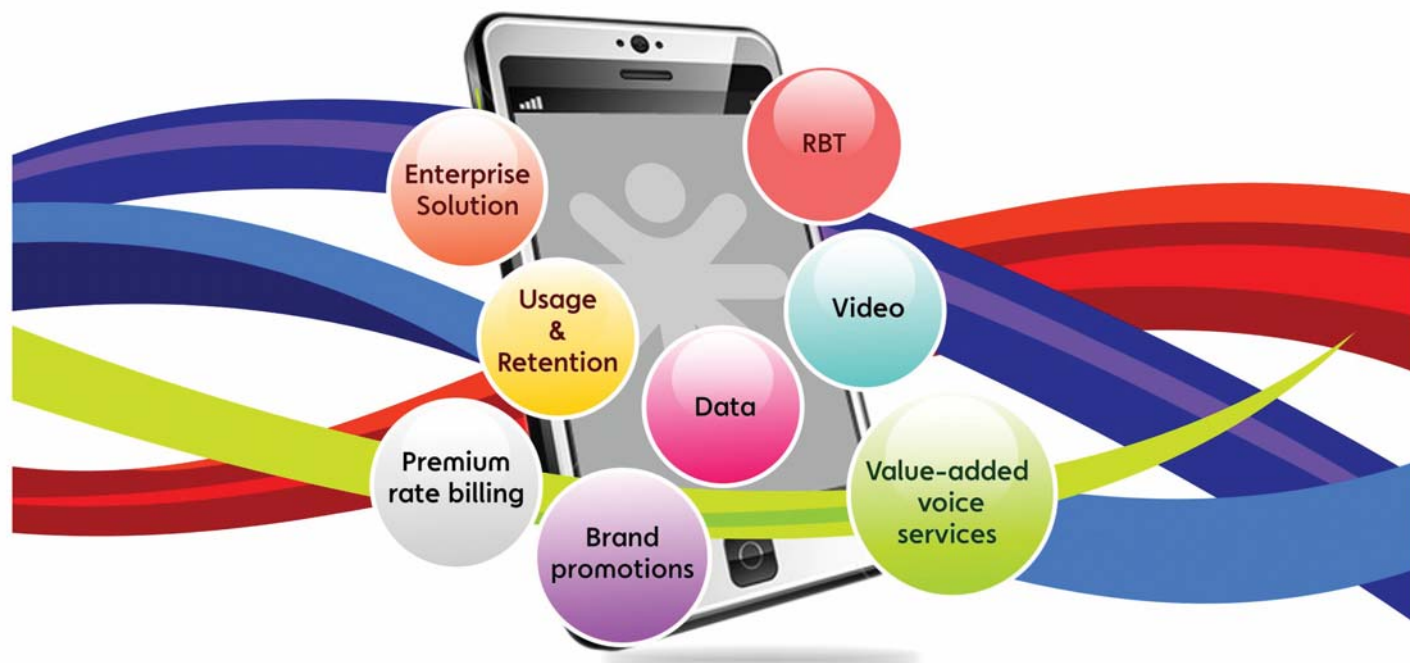 RBT
Enterprise
Solution
Usage
&
Retention
Video
Data
Premium
rate billing
Value-added
voice
services
Brand
promotions